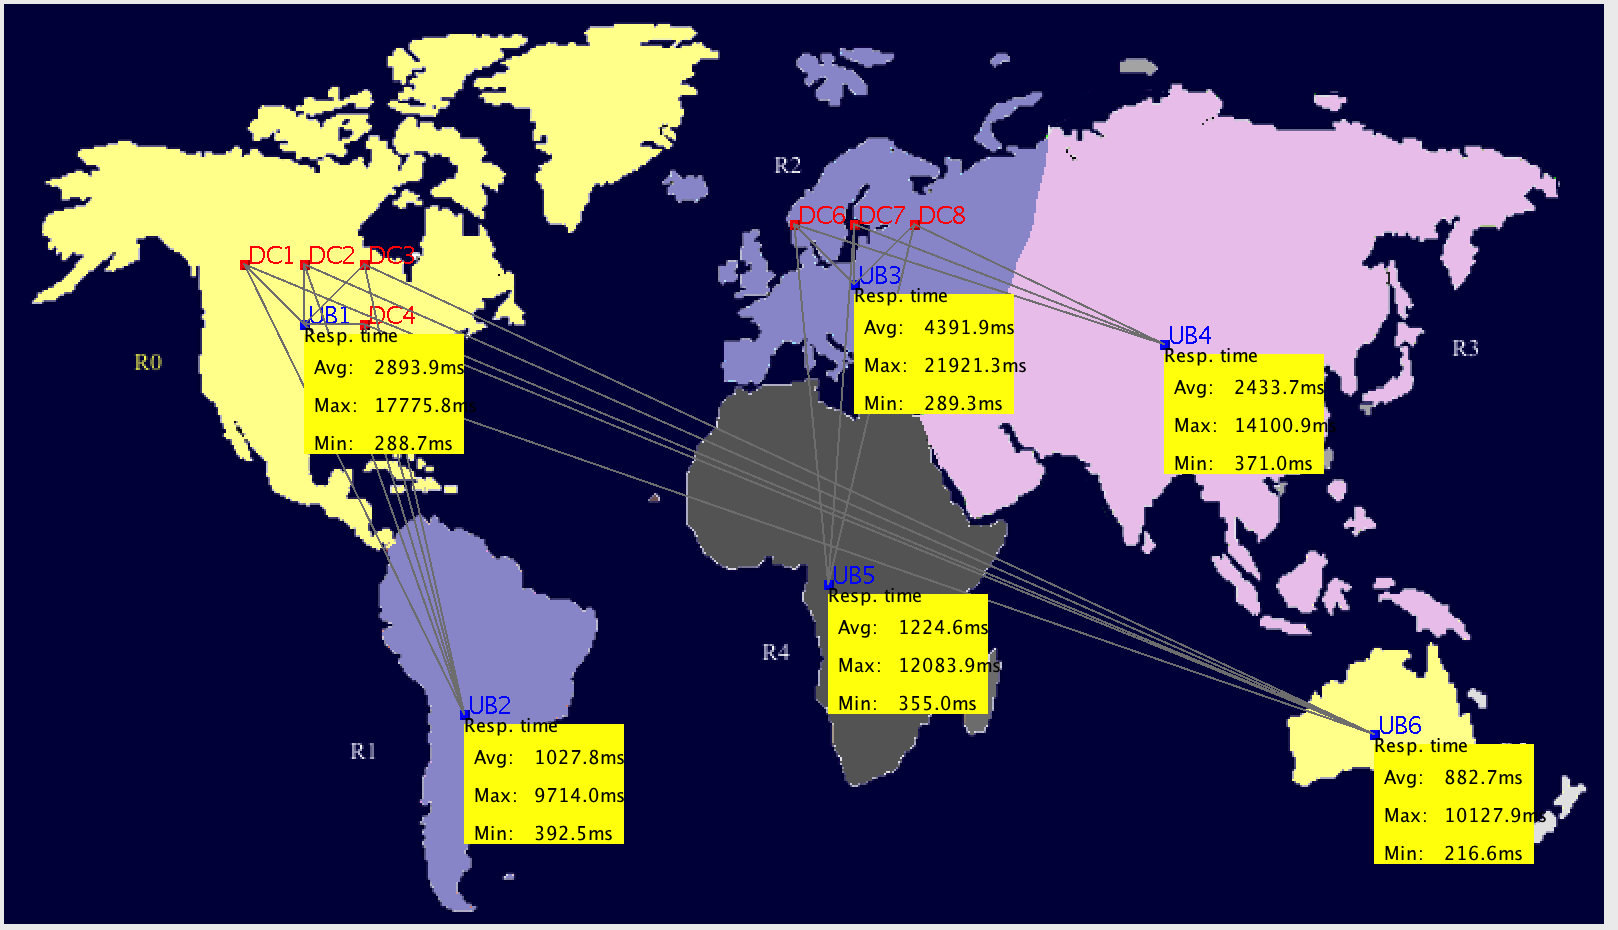 R2
DC6 DC7 DC8
DC1 DC2 DC3
UB3
Resp. time
Avg: 4391.9ms
Max: 21921.3ms
Min: 289.3ms
UB1 DC4
Resp. time
Avg: 2893.9ms
Max: 17775.8m
Min: 288.7ms
R0
UB4
Resp. time
Avg: 2433.7ms
Max: 14100.9ms
Min: 371.0ms
R3
UB5
Resp. time
Avg: 1224.6ms
Max: 12083.9ms
Min: 355.0ms
R4
UB2
Resp. time
Avg: 1027.8ms
Max: 9714.0ms
Min: 392.5ms
R1
UB6
Resp. time
Avg: 882.7ms
Max: 10127.9ms
Min: 216.6ms